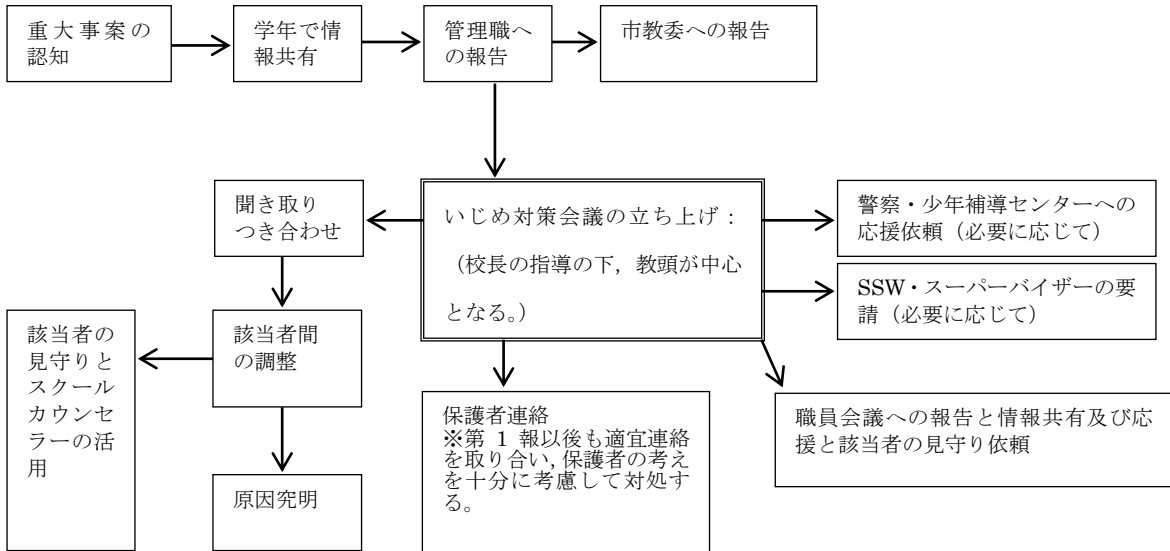 重大事案の
認知
学年で情
報共有
管理職へ
の報告
市教委への報告
聞き取り
つき合わせ
いじめ対策会議の立ち上げ：
（校長の指導の下，教頭が中心
となる。）
警察・少年補導センターへの
応援依頼（必要に応じて）
SSW・スーパーバイザーの要
請（必要に応じて）
該当者の
見守りと
スクール
カウンセ
ラーの活
用
該当者間
の調整
保護者連絡
※第 1 報以後も適宜連絡
を取り合い，保護者の考え
を十分に考慮して対処す
る。
職員会議への報告と情報共有及び応
援と該当者の見守り依頼
原因究明